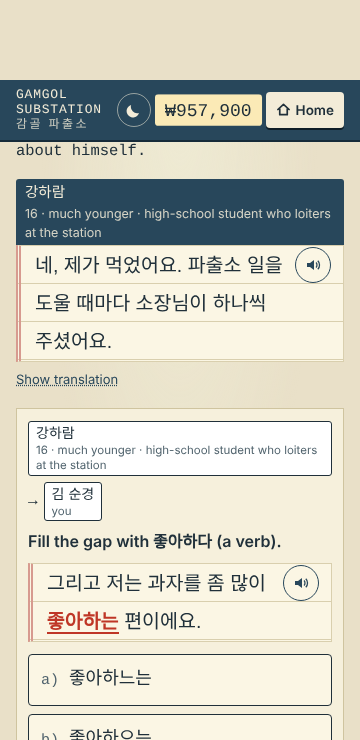 GAMGOL
SUBSTATION
감골 파출소
₩957,900
Home
about himself.
강하람
16 · much younger · high-school student who loiters
at the station
네, 제가 먹었어요. 파출소 일을
도울 때마다 소장님이 하나씩
주셨어요.
Show translation
강하람
16 · much younger · high-school student who loiters
at the station
→ 김 순경
you
Fill the gap with 좋아하다 (a verb).
그리고 저는 과자를 좀 많이
좋아하는 편이에요.
a) 좋아하느는
b) 좋아하으는